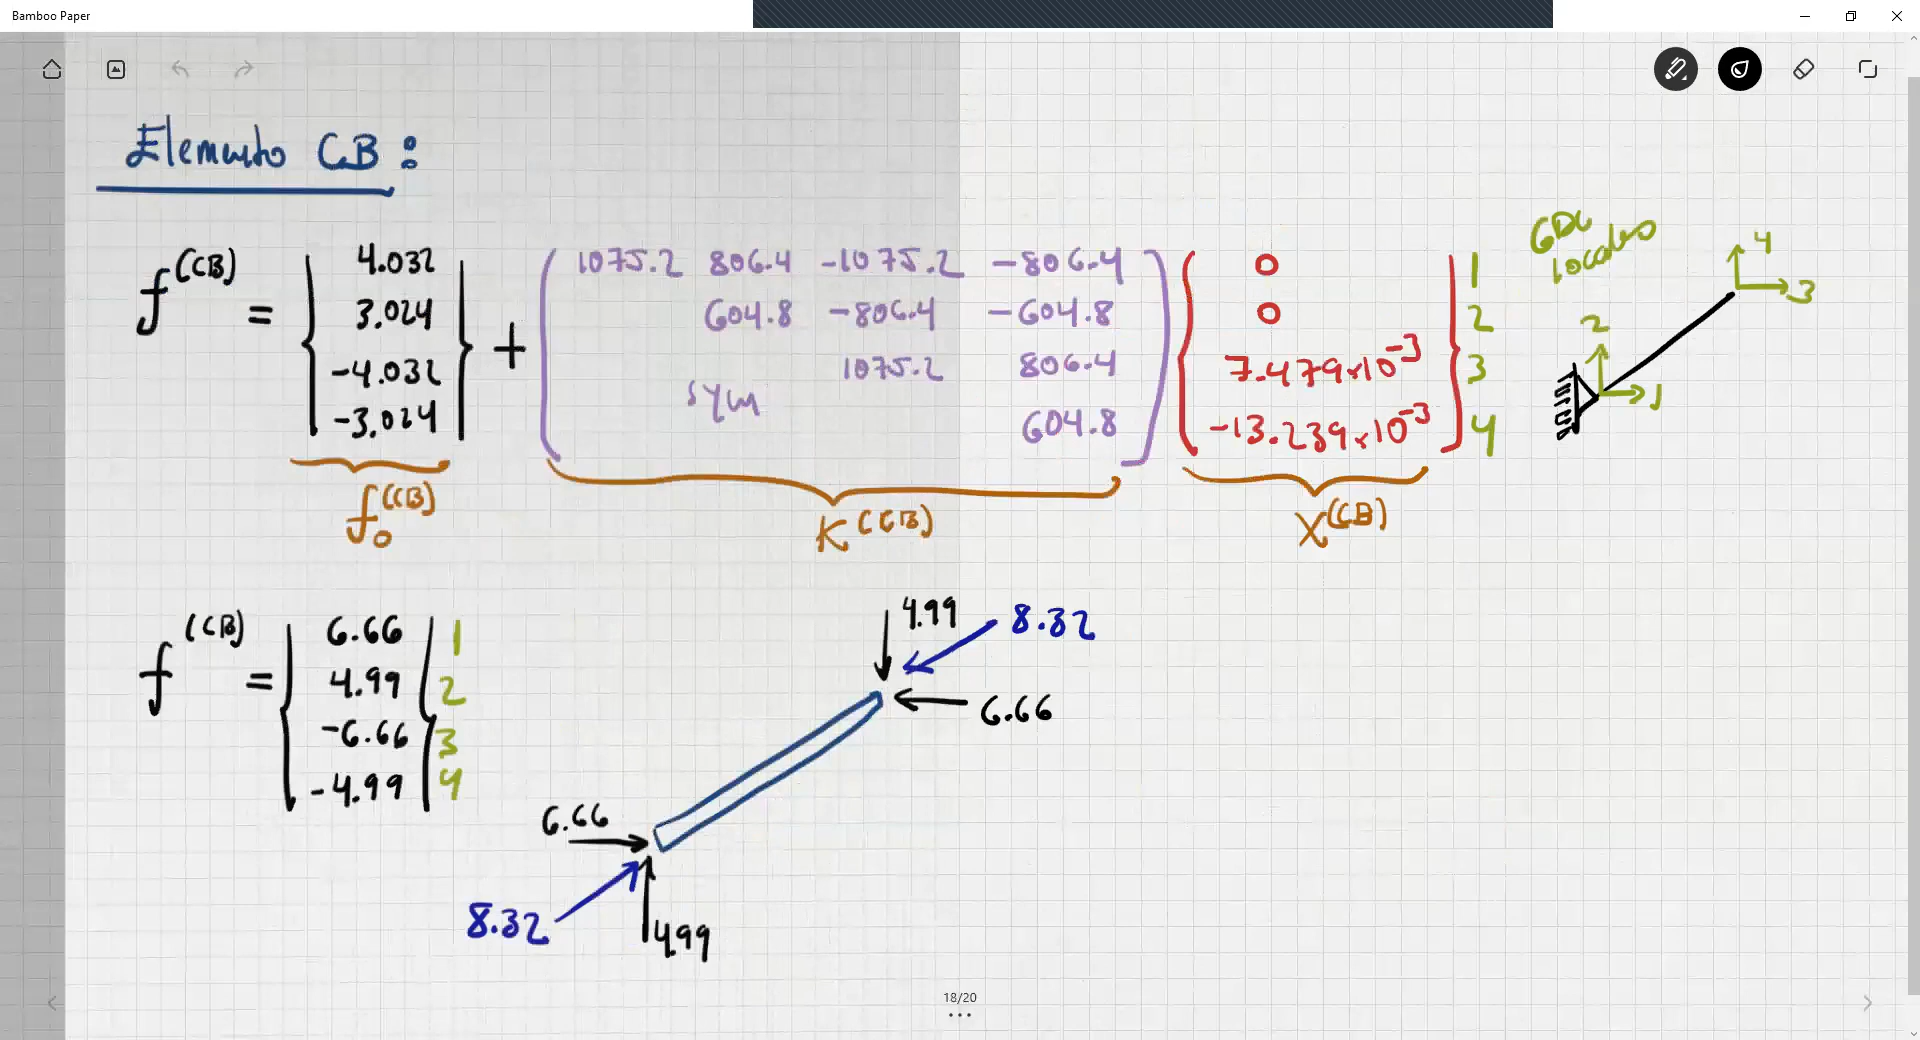 Bamboo Paper
Elemento CB :
f^(CB) = { 4.032 3.024 -4.032 -3.024 } + ( 1075.2 806.4 -1075.2 -806.4
604.8 -806.4 -604.8
1075.2 806.4
sym 604.8 ) { 0 0 7.479x10^-3 -13.239x10^-3 } 1 2 3 4
f_0^(CB) K^(CB) X^(CB)
GDL
locales
4
3
2
1
f^(CB) = { 6.66 4.99 -6.66 -4.99 } 1 2 3 4
4.99 8.32
6.66
6.66
8.32 4.99
18/20